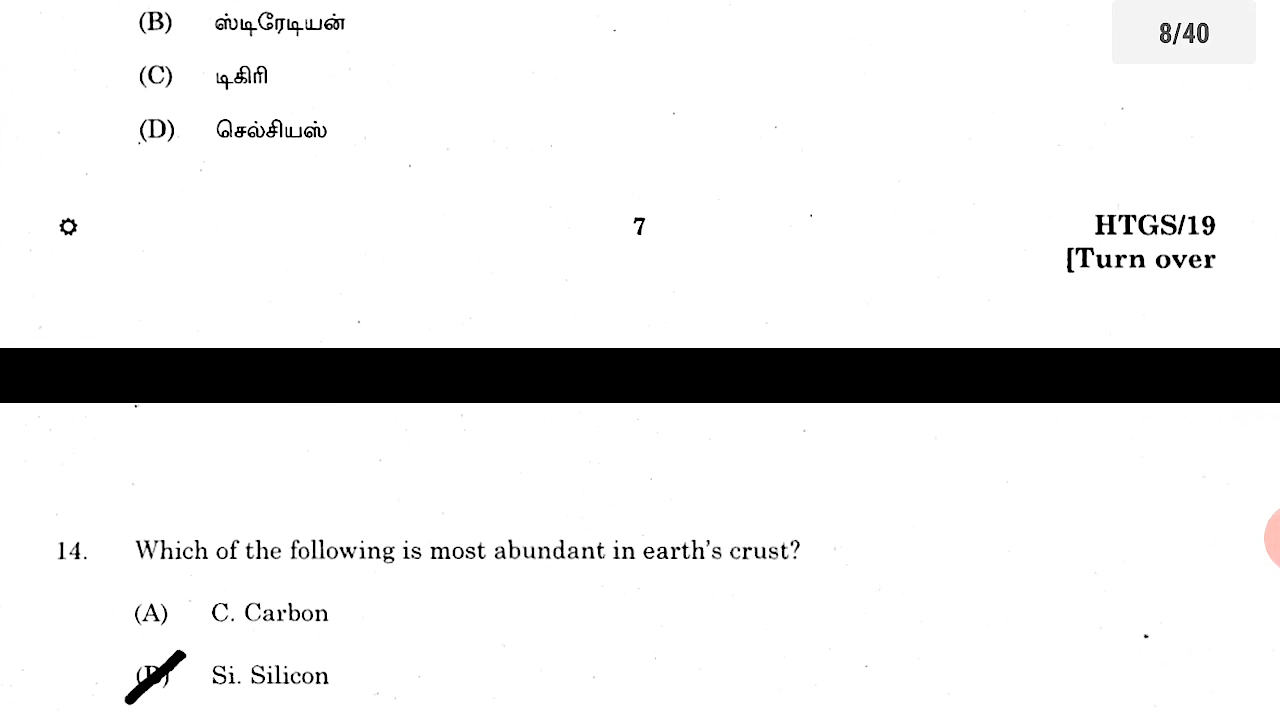 (B) ஸ்டிரேடியன்
8/40
(C) டிகிரி
(D) செல்சியஸ்
7
HTGS/19
[Turn over
14. Which of the following is most abundant in earth's crust?
(A) C. Carbon
(B) Si. Silicon